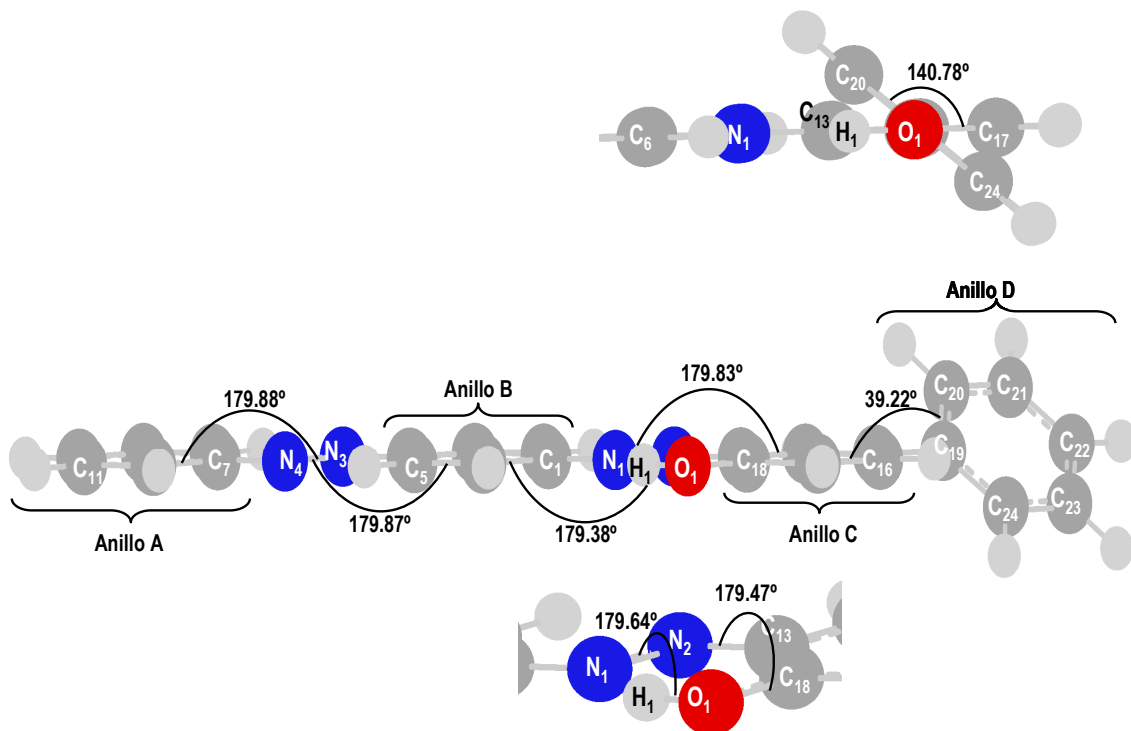 C₂₀
140.78º
C₆
N₁
C₁₃
H₁
O₁
C₁₇
C₂₄
Anillo D
179.88º
Anillo B
179.83º
39.22º
C₂₀
C₂₁
C₁₁
C₇
N₄
N₃
C₅
C₁
N₁
H₁
O₁
C₁₈
C₁₆
C₁₉
C₂₂
C₂₄
C₂₃
179.87º
179.38º
Anillo A
Anillo C
179.47º
179.64º
N₂
C₁₃
N₁
C₁₈
H₁
O₁